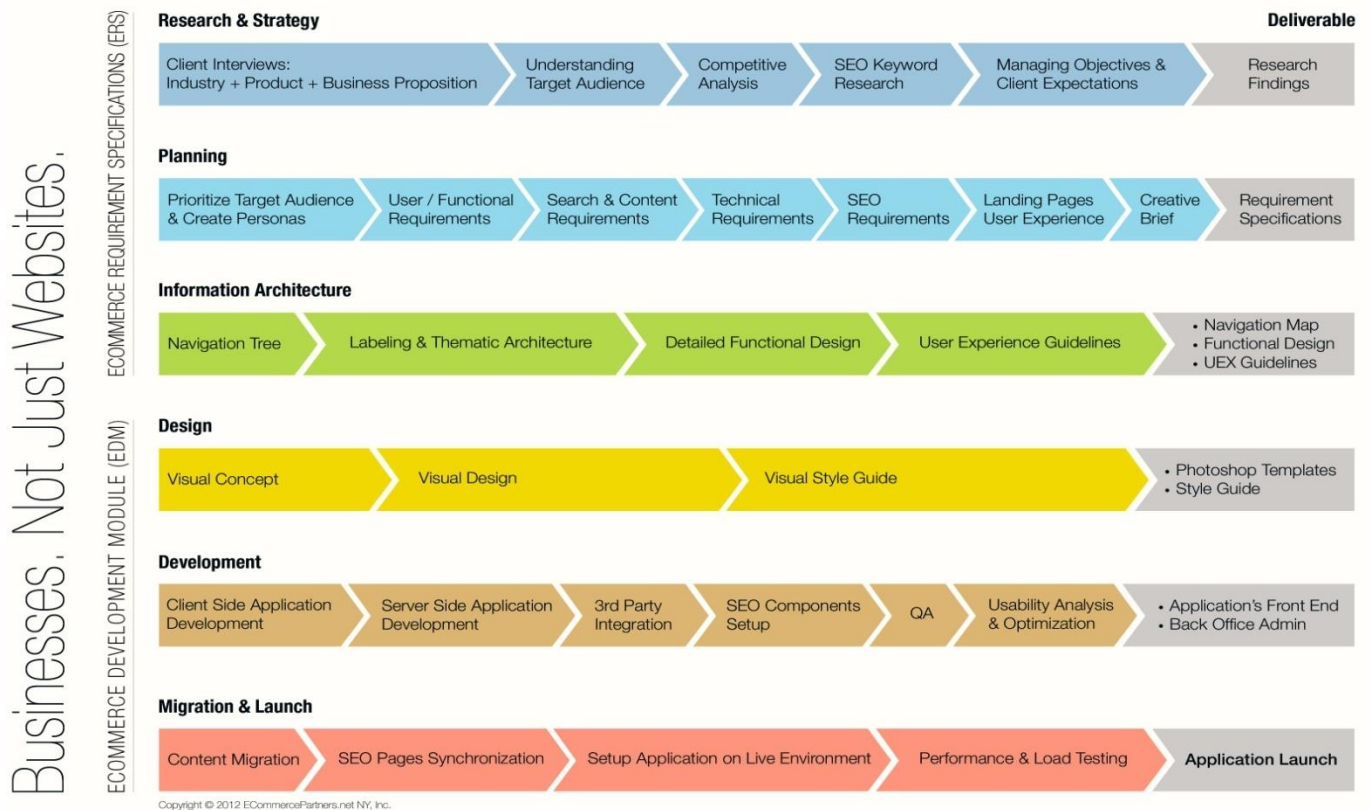 Businesses. Not Just Websites.
ECOMMERCE REQUIREMENT SPECIFICATIONS (ERS)
Research & Strategy
Deliverable
Client Interviews:
Industry + Product + Business Proposition
Understanding
Target Audience
Competitive
Analysis
SEO Keyword
Research
Managing Objectives &
Client Expectations
Research
Findings
Planning
Prioritize Target Audience
& Create Personas
User / Functional
Requirements
Search & Content
Requirements
Technical
Requirements
SEO
Requirements
Landing Pages
User Experience
Creative
Brief
Requirement
Specifications
Information Architecture
Navigation Tree
Labeling & Thematic Architecture
Detailed Functional Design
User Experience Guidelines
• Navigation Map
• Functional Design
• UEX Guidelines
ECOMMERCE DEVELOPMENT MODULE (EDM)
Design
Visual Concept
Visual Design
Visual Style Guide
• Photoshop Templates
• Style Guide
Development
Client Side Application
Development
Server Side Application
Development
3rd Party
Integration
SEO Components
Setup
QA
Usability Analysis
& Optimization
• Application's Front End
• Back Office Admin
Migration & Launch
Content Migration
SEO Pages Synchronization
Setup Application on Live Environment
Performance & Load Testing
Application Launch
Copyright © 2012 ECommercePartners.net NY, Inc.